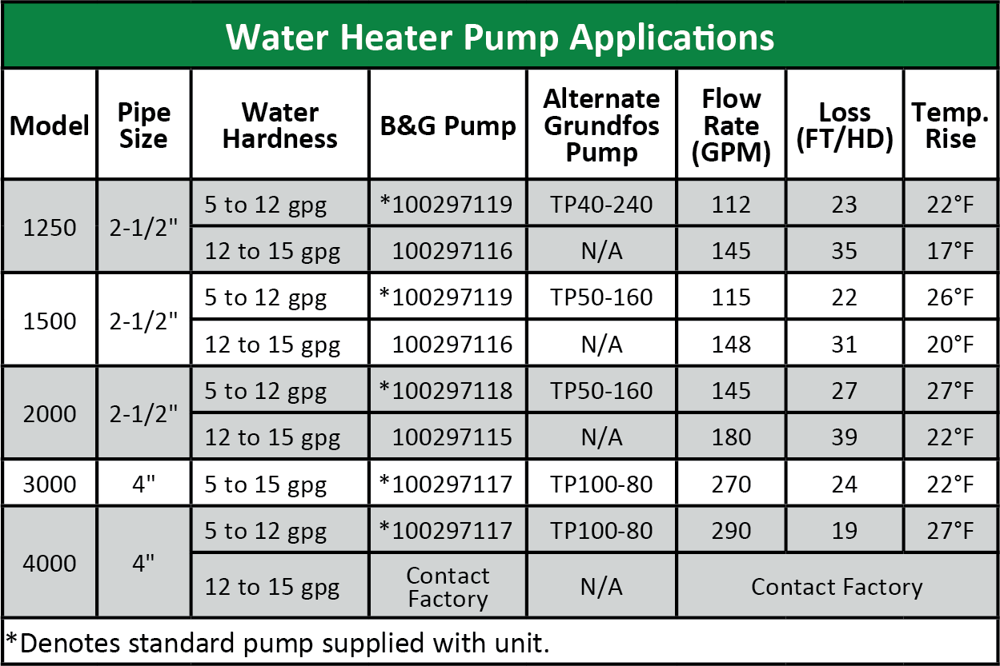 Water Heater Pump Applications
Model Pipe Size Water Hardness B&G Pump Alternate Grundfos Pump Flow Rate (GPM) Loss (FT/HD) Temp. Rise
1250 2-1/2" 5 to 12 gpg *100297119 TP40-240 112 23 22°F
12 to 15 gpg 100297116 N/A 145 35 17°F
1500 2-1/2" 5 to 12 gpg *100297119 TP50-160 115 22 26°F
12 to 15 gpg 100297116 N/A 148 31 20°F
2000 2-1/2" 5 to 12 gpg *100297118 TP50-160 145 27 27°F
12 to 15 gpg 100297115 N/A 180 39 22°F
3000 4" 5 to 15 gpg *100297117 TP100-80 270 24 22°F
4000 4" 5 to 12 gpg *100297117 TP100-80 290 19 27°F
12 to 15 gpg Contact Factory N/A Contact Factory
*Denotes standard pump supplied with unit.